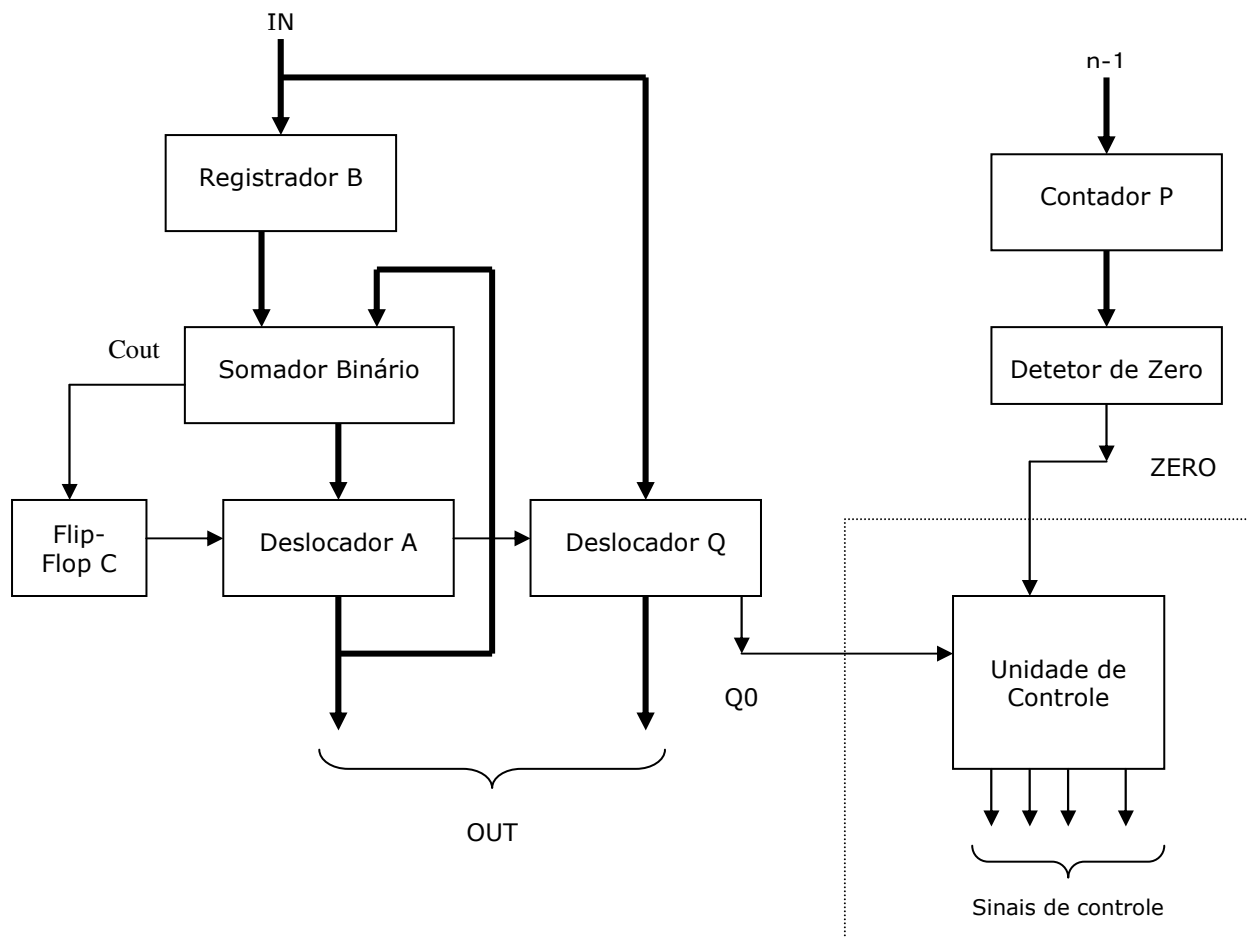 IN
n-1
Registrador B
Contador P
Cout
Somador Binário
Detetor de Zero
ZERO
Flip-
Flop C
Deslocador A
Deslocador Q
Q0
Unidade de
Controle
OUT
Sinais de controle